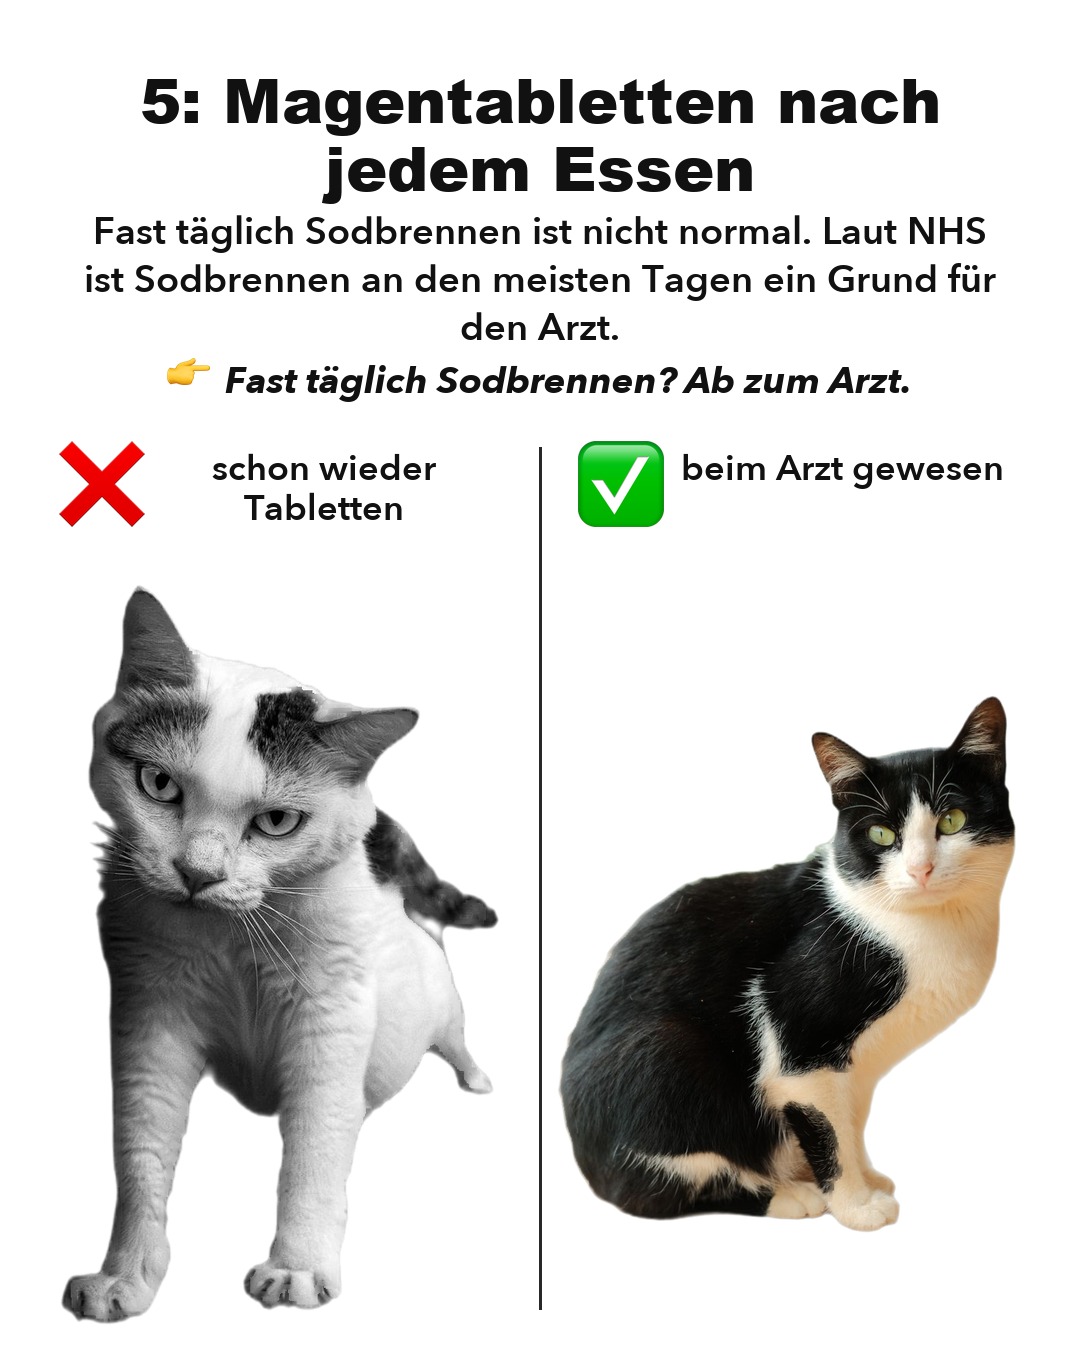 5: Magentabletten nach
jedem Essen
Fast täglich Sodbrennen ist nicht normal. Laut NHS
ist Sodbrennen an den meisten Tagen ein Grund für
den Arzt.
👉 Fast täglich Sodbrennen? Ab zum Arzt.
❌ schon wieder
Tabletten
✅ beim Arzt gewesen